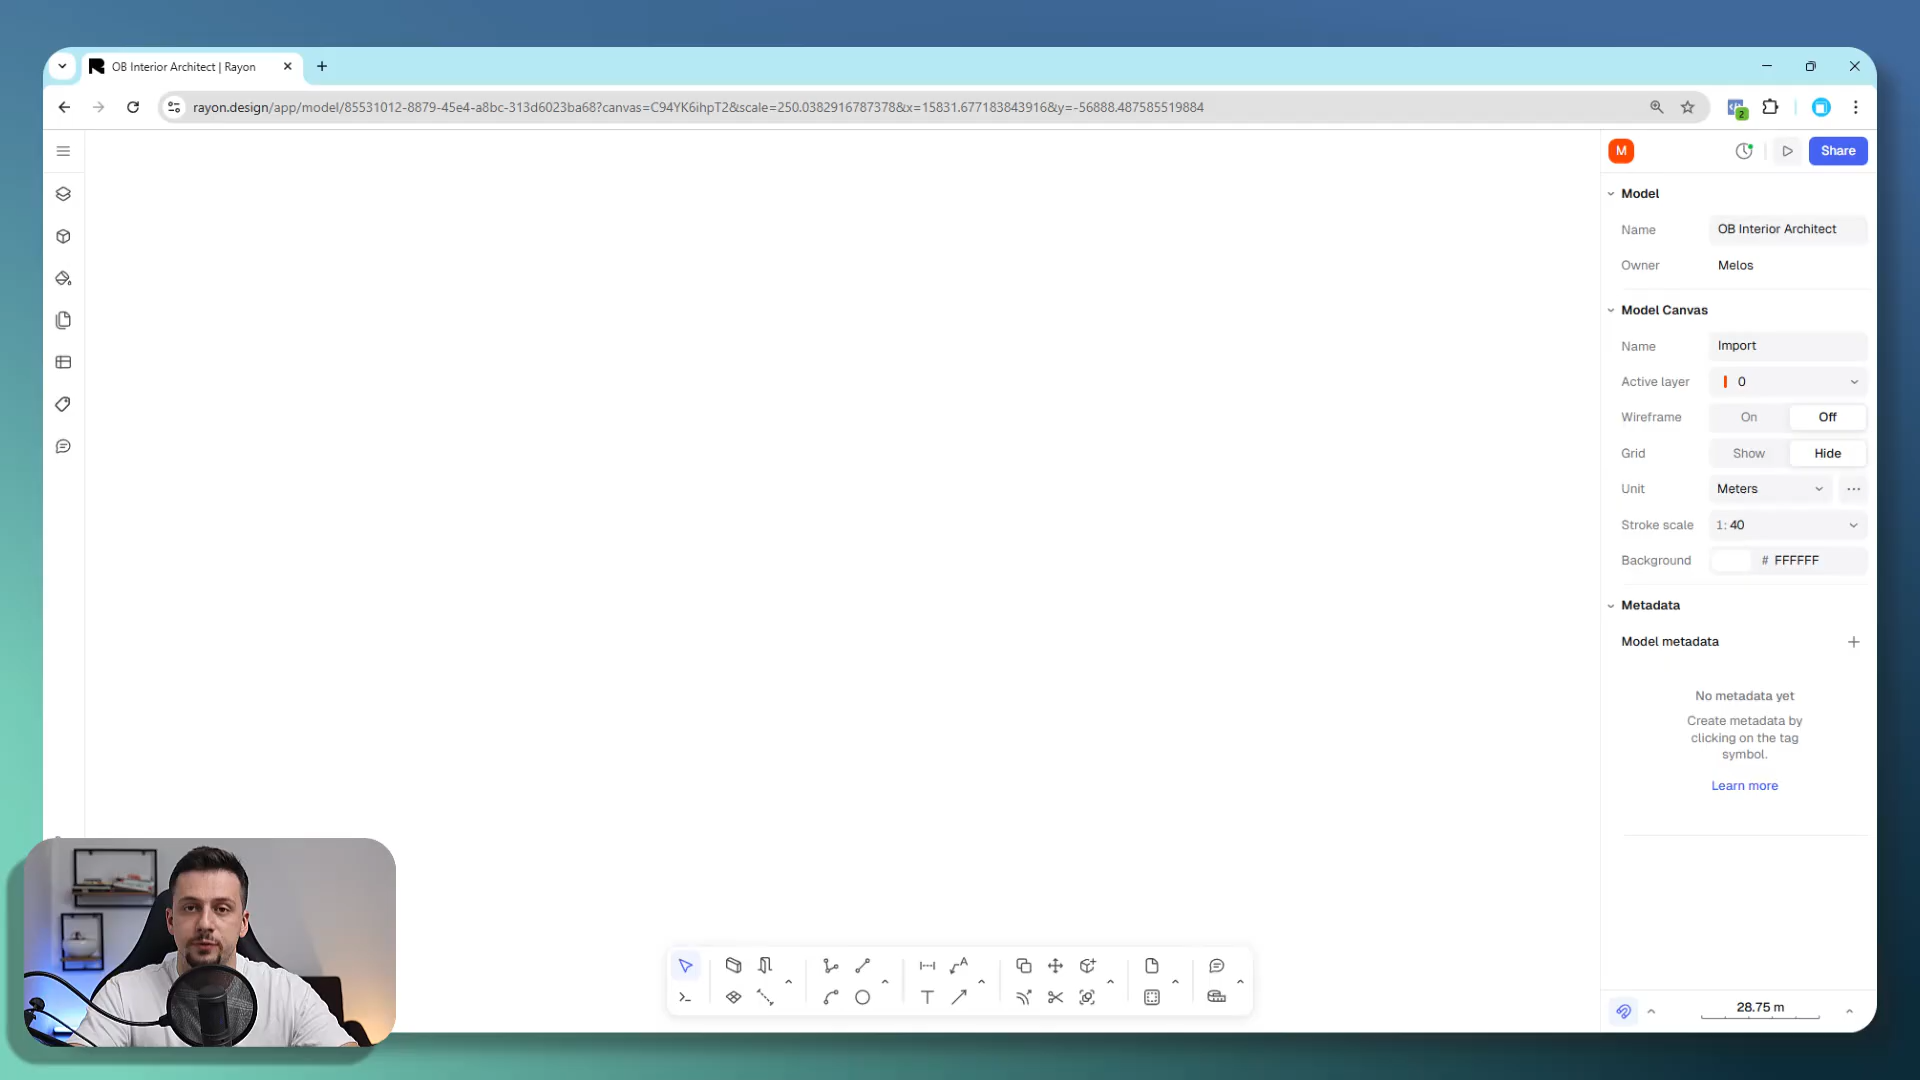 OB Interior Architect | Rayon
rayon.design/app/model/85531012-8879-45e4-a8bc-313d6023ba68?canvas=C94YK6ihpT2&scale=250.0382916787378&x=15831.677183843916&y=-56888.487585519884
2
M
Share
Model
Name OB Interior Architect
Owner Melos
Model Canvas
Name Import
Active layer 0
Wireframe On Off
Grid Show Hide
Unit Meters
Stroke scale 1: 40
Background # FFFFFF
Metadata
Model metadata
No metadata yet
Create metadata by
clicking on the tag
symbol.
Learn more
28.75 m